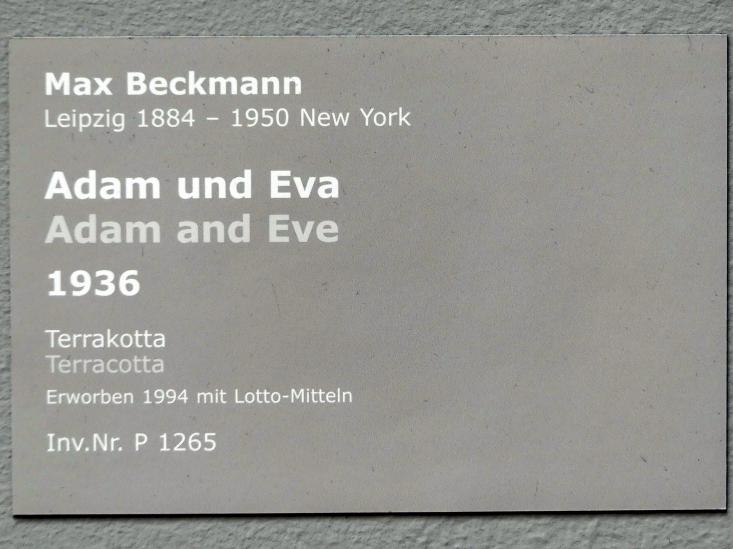 Max Beckmann
Leipzig 1884 – 1950 New York
Adam und Eva
Adam and Eve
1936
Terrakotta
Terracotta
Erworben 1994 mit Lotto-Mitteln
Inv.Nr. P 1265